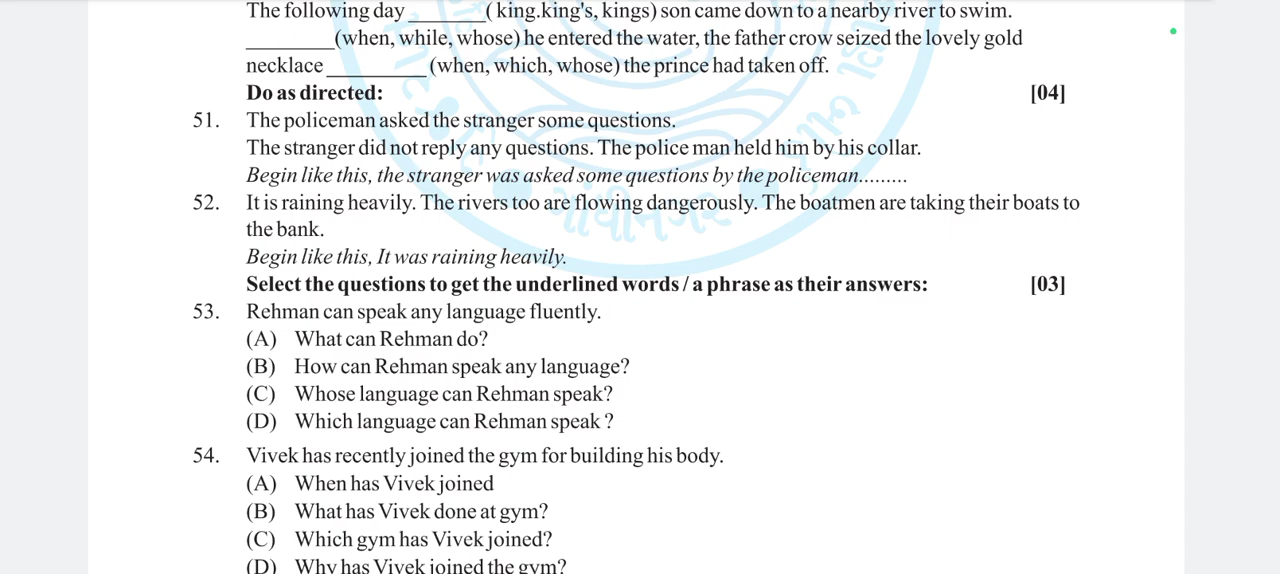 The following day _______( king.king's, kings) son came down to a nearby river to swim.
________(when, while, whose) he entered the water, the father crow seized the lovely gold
necklace _________ (when, which, whose) the prince had taken off.
Do as directed: [04]
51. The policeman asked the stranger some questions.
The stranger did not reply any questions. The police man held him by his collar.
Begin like this, the stranger was asked some questions by the policeman.........
52. It is raining heavily. The rivers too are flowing dangerously. The boatmen are taking their boats to
the bank.
Begin like this, It was raining heavily.
Select the questions to get the underlined words / a phrase as their answers: [03]
53. Rehman can speak any language fluently.
(A) What can Rehman do?
(B) How can Rehman speak any language?
(C) Whose language can Rehman speak?
(D) Which language can Rehman speak ?
54. Vivek has recently joined the gym for building his body.
(A) When has Vivek joined
(B) What has Vivek done at gym?
(C) Which gym has Vivek joined?
(D) Why has Vivek joined the gym?
ગાંધીનગર